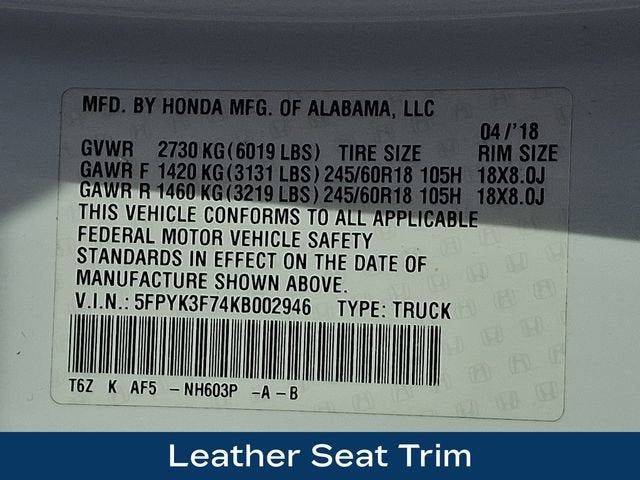 MFD. BY HONDA MFG. OF ALABAMA, LLC
04/'18
GVWR 2730 KG(6019 LBS) TIRE SIZE RIM SIZE
GAWR F 1420 KG(3131 LBS) 245/60R18 105H 18X8.0J
GAWR R 1460 KG(3219 LBS) 245/60R18 105H 18X8.0J
THIS VEHICLE CONFORMS TO ALL APPLICABLE
FEDERAL MOTOR VEHICLE SAFETY
STANDARDS IN EFFECT ON THE DATE OF
MANUFACTURE SHOWN ABOVE.
V.I.N.: 5FPYK3F74KB002946 TYPE: TRUCK
T6Z K AF5 -NH603P -A-B
Leather Seat Trim